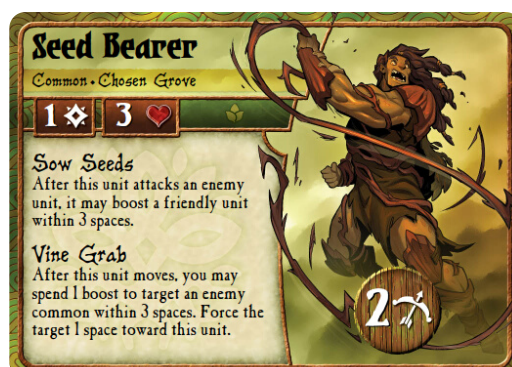 Seed Bearer
Common • Chosen Grove
1 3
Sow Seeds
After this unit attacks an enemy
unit, it may boost a friendly unit
within 3 spaces.
Vine Grab
After this unit moves, you may
spend 1 boost to target an enemy
common within 3 spaces. Force the
target 1 space toward this unit.
2